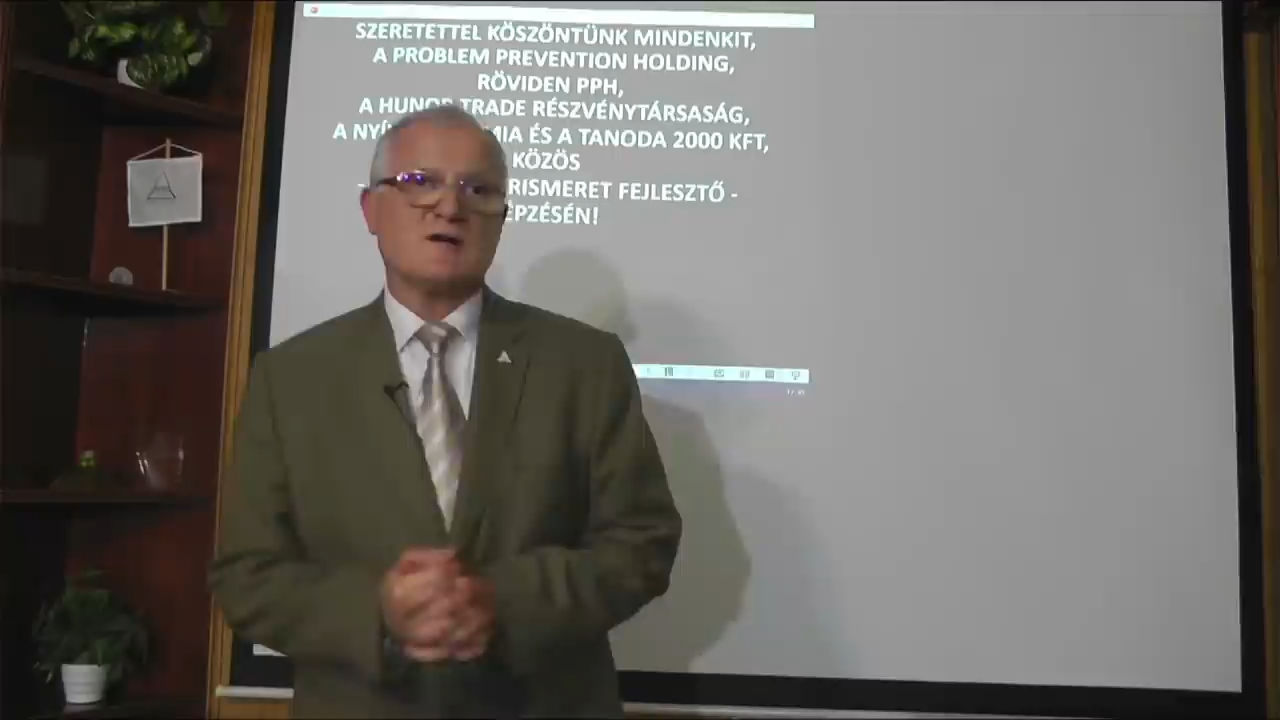 SZERETETTEL KÖSZÖNTÜNK MINDENKIT,
A PROBLEM PREVENTION HOLDING,
RÖVIDEN PPH,
A HUNOR TRADE RÉSZVÉNYTÁRSASÁG,
A NYÍ MIA ÉS A TANODA 2000 KFT,
KÖZÖS
- RISMERET FEJLESZTŐ -
ÉPZÉSÉN!